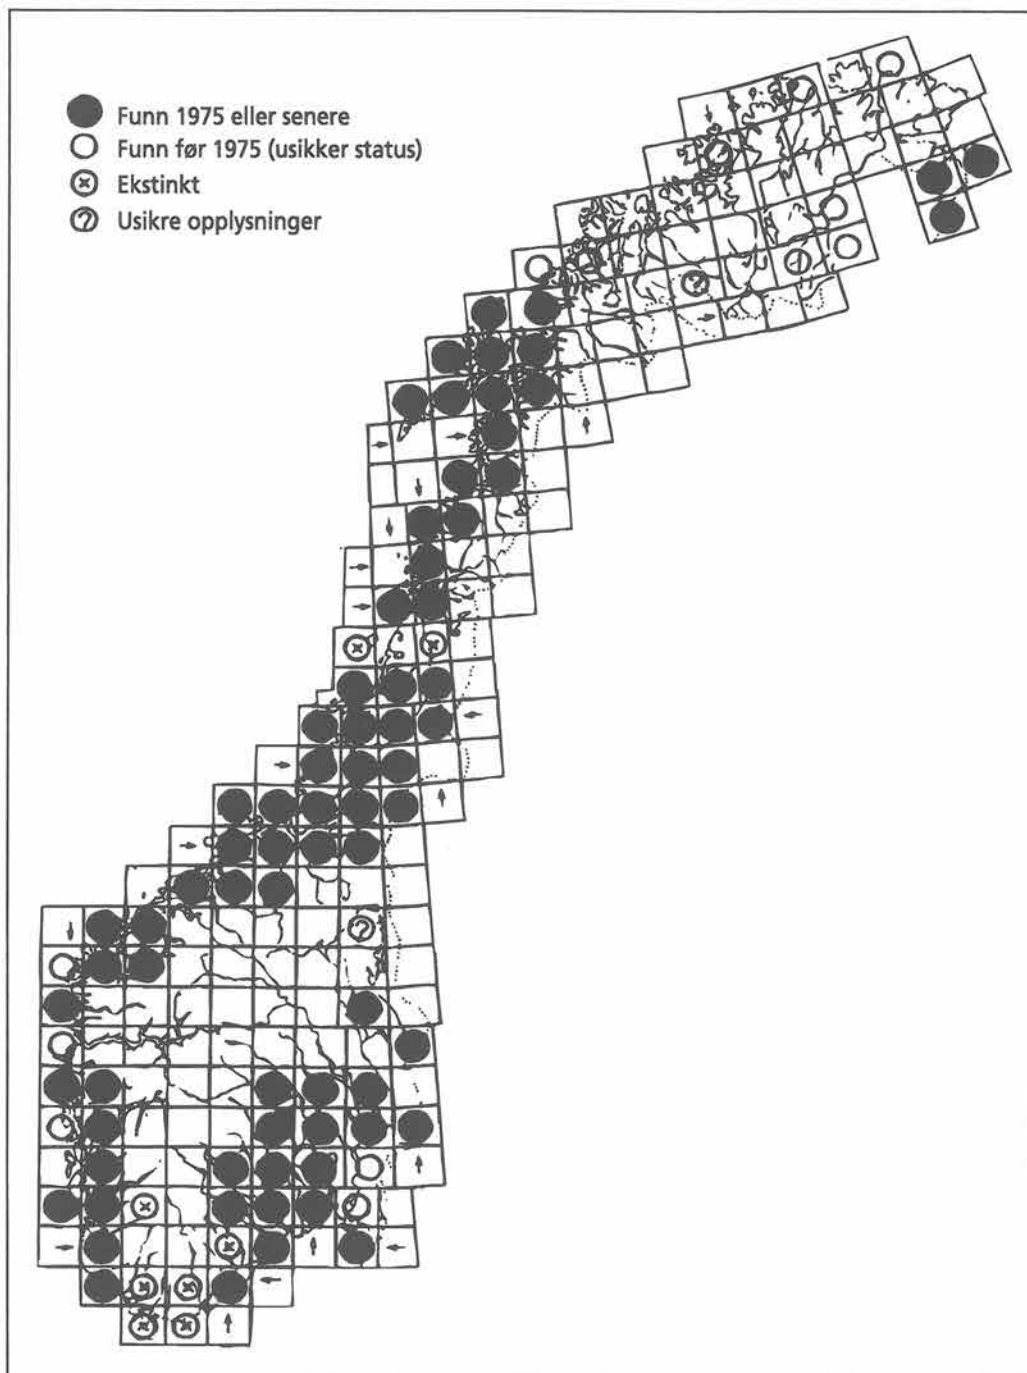 Funn 1975 eller senere
Funn før 1975 (usikker status)
Ekstinkt
Usikre opplysninger